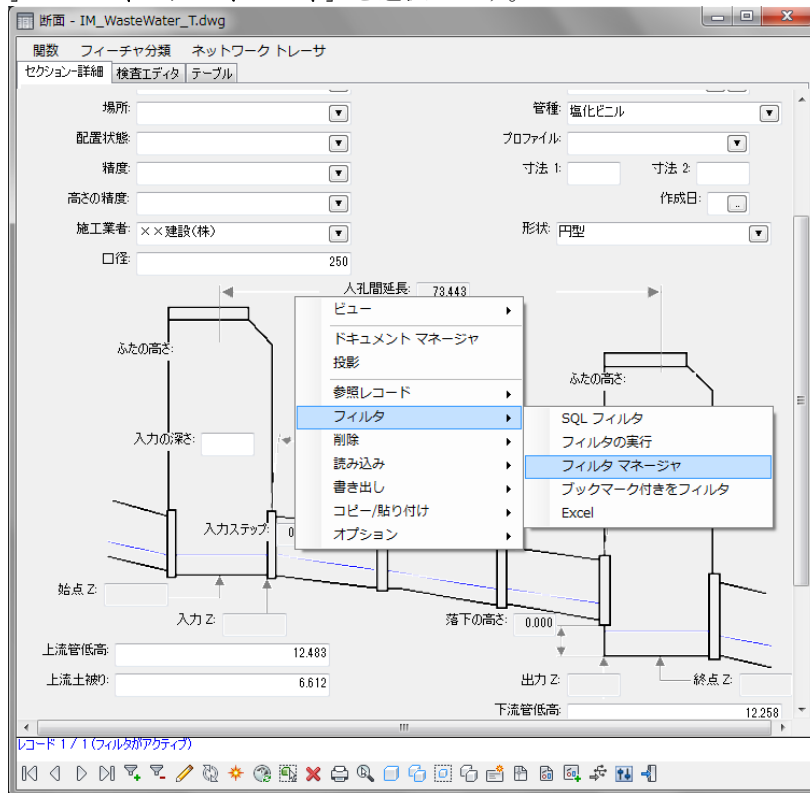 断面 - IM_WasteWater_T.dwg
関数 フィーチャ分類 ネットワーク トレーサ
セクション-詳細 検査エディタ テーブル
場所: 管種: 塩化ビニル
配置状態: プロファイル:
精度: 寸法 1: 寸法 2:
高さの精度: 作成日: ..
施工業者: ××建設(株) 形状: 円型
口径: 250
人孔間延長: 73.443
ビュー
ふたの高さ:
ドキュメント マネージャ
投影
ふたの高さ:
参照レコード
フィルタ SQL フィルタ
入力の深さ: 削除 フィルタの実行
読み込み フィルタ マネージャ
書き出し ブックマーク付きをフィルタ
コピー/貼り付け Excel
入力ステップ: 0 オプション
始点 Z:
入力 Z: 落下の高さ: 0.000
上流管低高: 12.483
上流土被り: 6.612 出力 Z: 終点 Z:
下流管低高: 12.258
レコード 1 / 1 (フィルタがアクティブ)